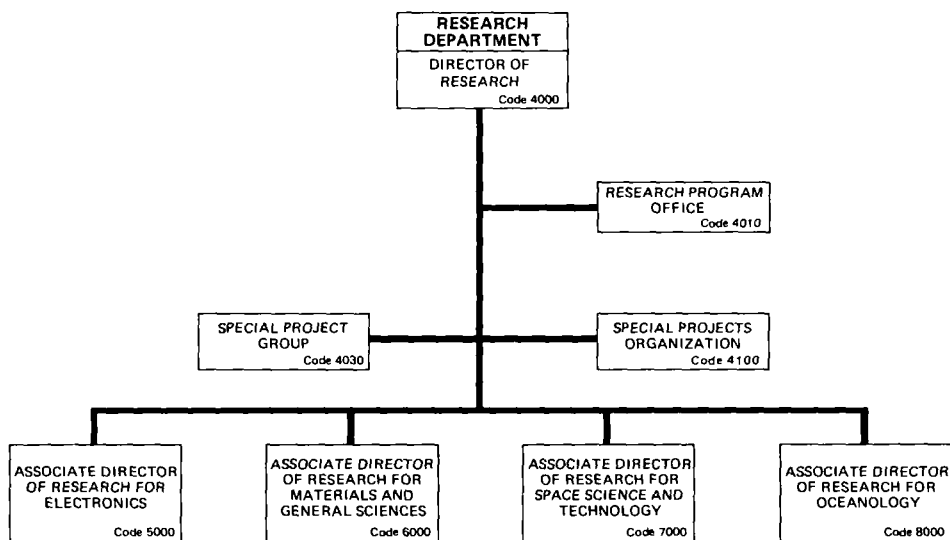 RESEARCH
DEPARTMENT
DIRECTOR OF
RESEARCH
Code 4000
RESEARCH PROGRAM
OFFICE
Code 4010
SPECIAL PROJECT
GROUP
Code 4030
SPECIAL PROJECTS
ORGANIZATION
Code 4100
ASSOCIATE DIRECTOR
OF RESEARCH FOR
ELECTRONICS
Code 5000
ASSOCIATE DIRECTOR
OF RESEARCH FOR
MATERIALS AND
GENERAL SCIENCES
Code 6000
ASSOCIATE DIRECTOR
OF RESEARCH FOR
SPACE SCIENCE AND
TECHNOLOGY
Code 7000
ASSOCIATE DIRECTOR
OF RESEARCH FOR
OCEANOLOGY
Code 8000